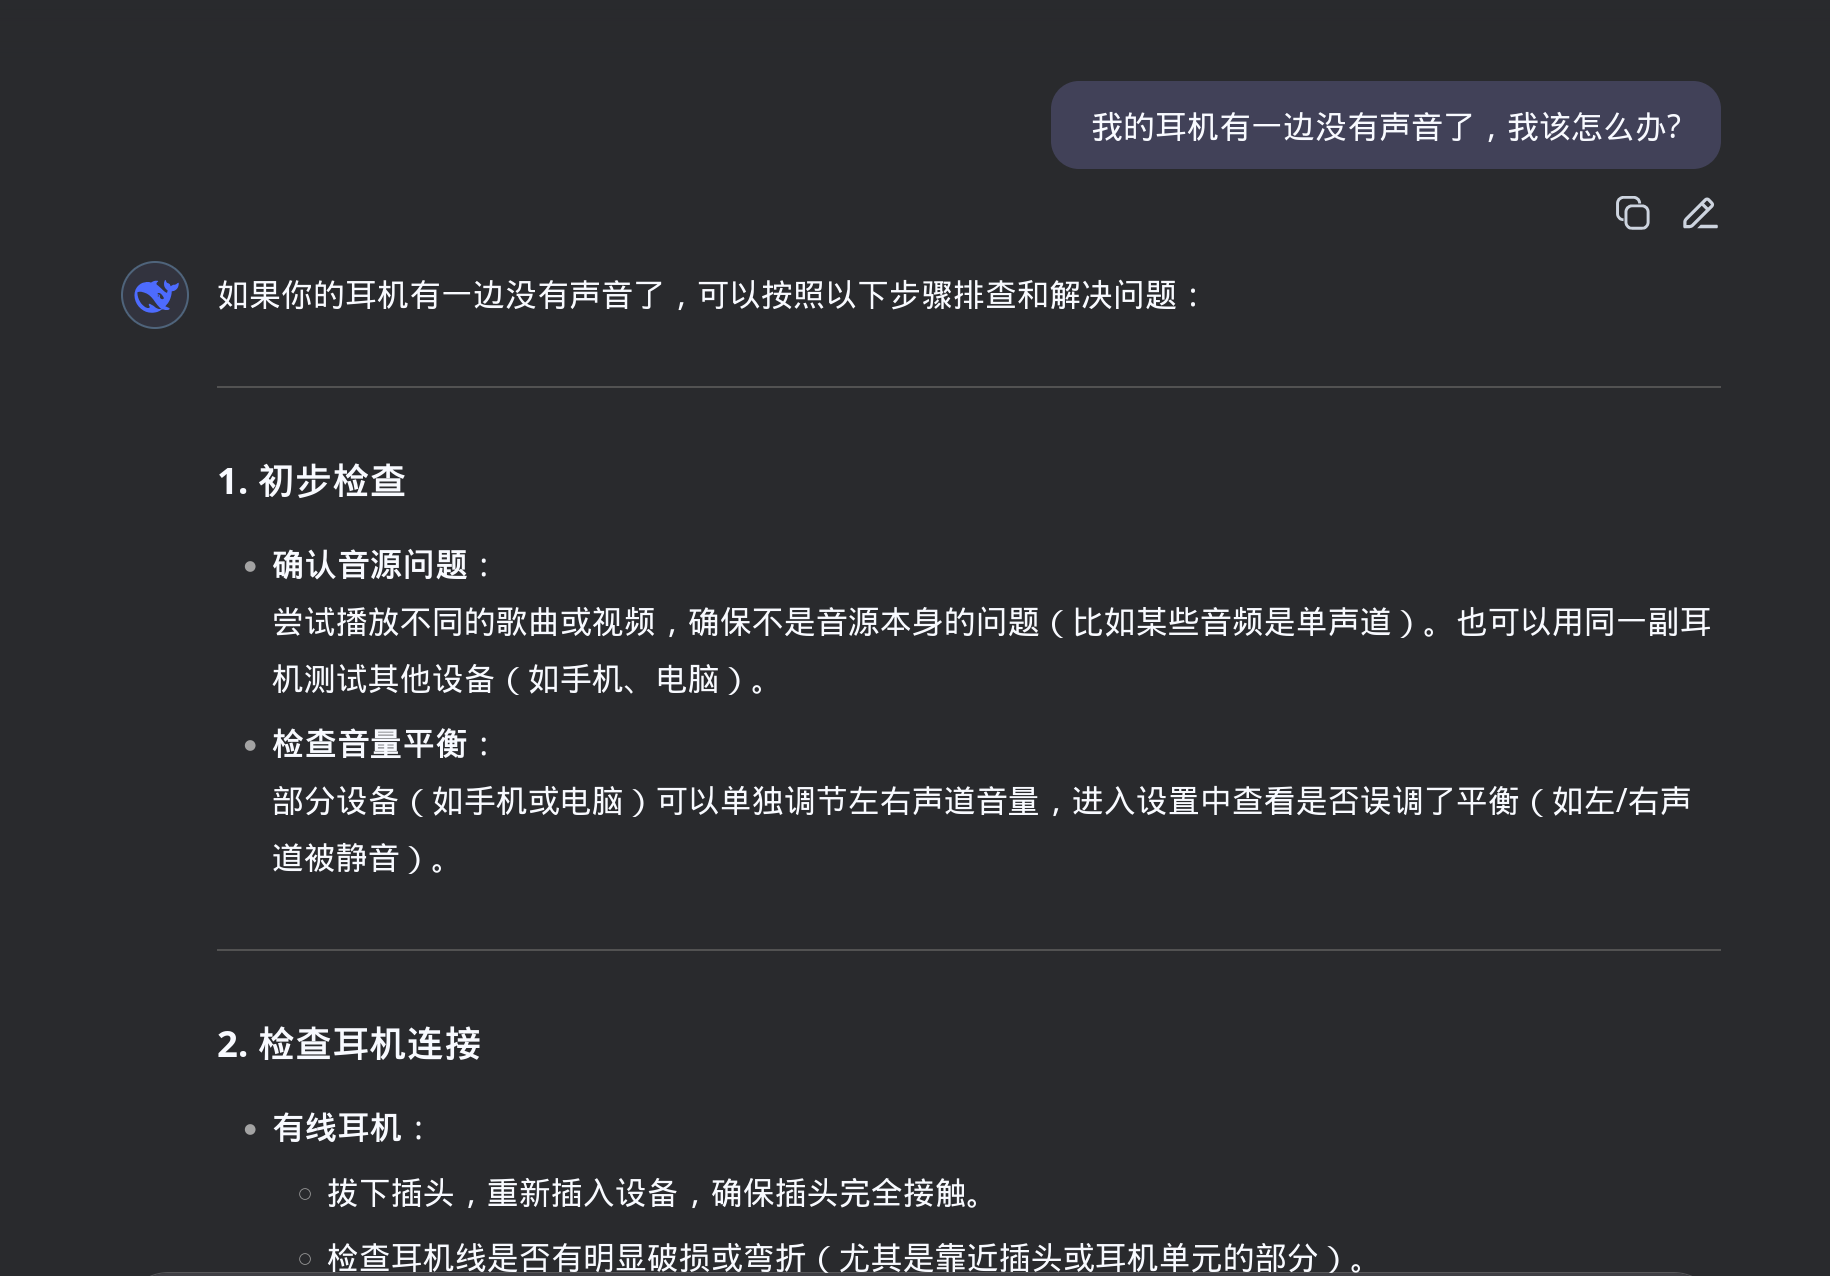 我的耳机有一边没有声音了，我该怎么办?
如果你的耳机有一边没有声音了，可以按照以下步骤排查和解决问题：
1. 初步检查
确认音源问题：
尝试播放不同的歌曲或视频，确保不是音源本身的问题（比如某些音频是单声道）。也可以用同一副耳
机测试其他设备（如手机、电脑）。
检查音量平衡：
部分设备（如手机或电脑）可以单独调节左右声道音量，进入设置中查看是否误调了平衡（如左/右声
道被静音）。
2. 检查耳机连接
有线耳机：
拔下插头，重新插入设备，确保插头完全接触。
检查耳机线是否有明显破损或弯折（尤其是靠近插头或耳机单元的部分）。